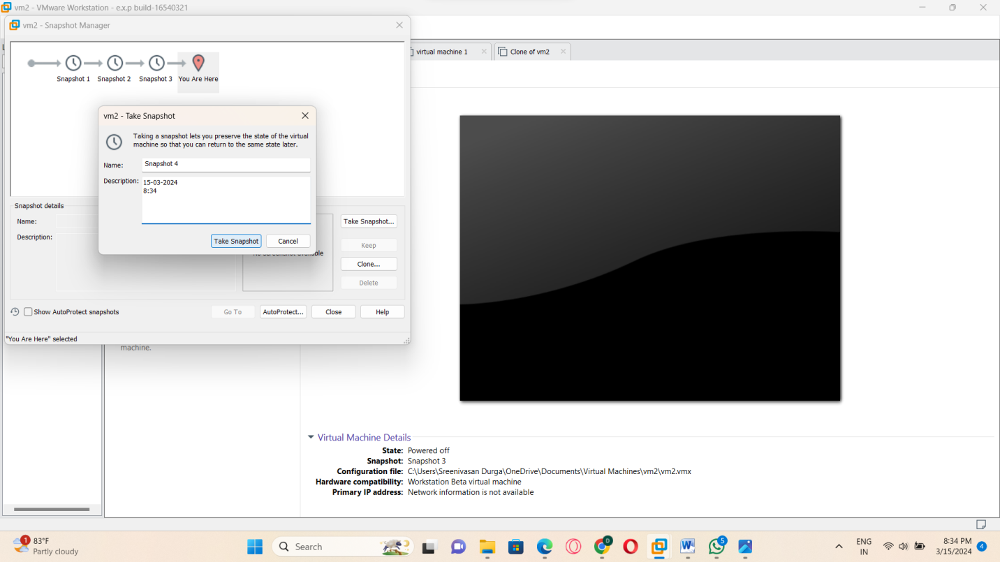 vm2 - VMware Workstation - e.x.p build-16540321
vm2 - Snapshot Manager
virtual machine 1
Clone of vm2
Snapshot 1
Snapshot 2
Snapshot 3
You Are Here
vm2 - Take Snapshot
Taking a snapshot lets you preserve the state of the virtual
machine so that you can return to the same state later.
Name:
Snapshot 4
Description:
15-03-2024
8:34
Take Snapshot
Cancel
Snapshot details
Name:
Description:
Take Snapshot...
Keep
Clone...
Delete
Show AutoProtect snapshots
Go To
AutoProtect...
Close
Help
"You Are Here" selected
machine.
Virtual Machine Details
State: Powered off
Snapshot: Snapshot 3
Configuration file: C:\Users\Sreenivasan Durga\OneDrive\Documents\Virtual Machines\vm2\vm2.vmx
Hardware compatibility: Workstation Beta virtual machine
Primary IP address: Network information is not available
1
83°F
Partly cloudy
Search
D
W
5
ENG
IN
8:34 PM
3/15/2024
4